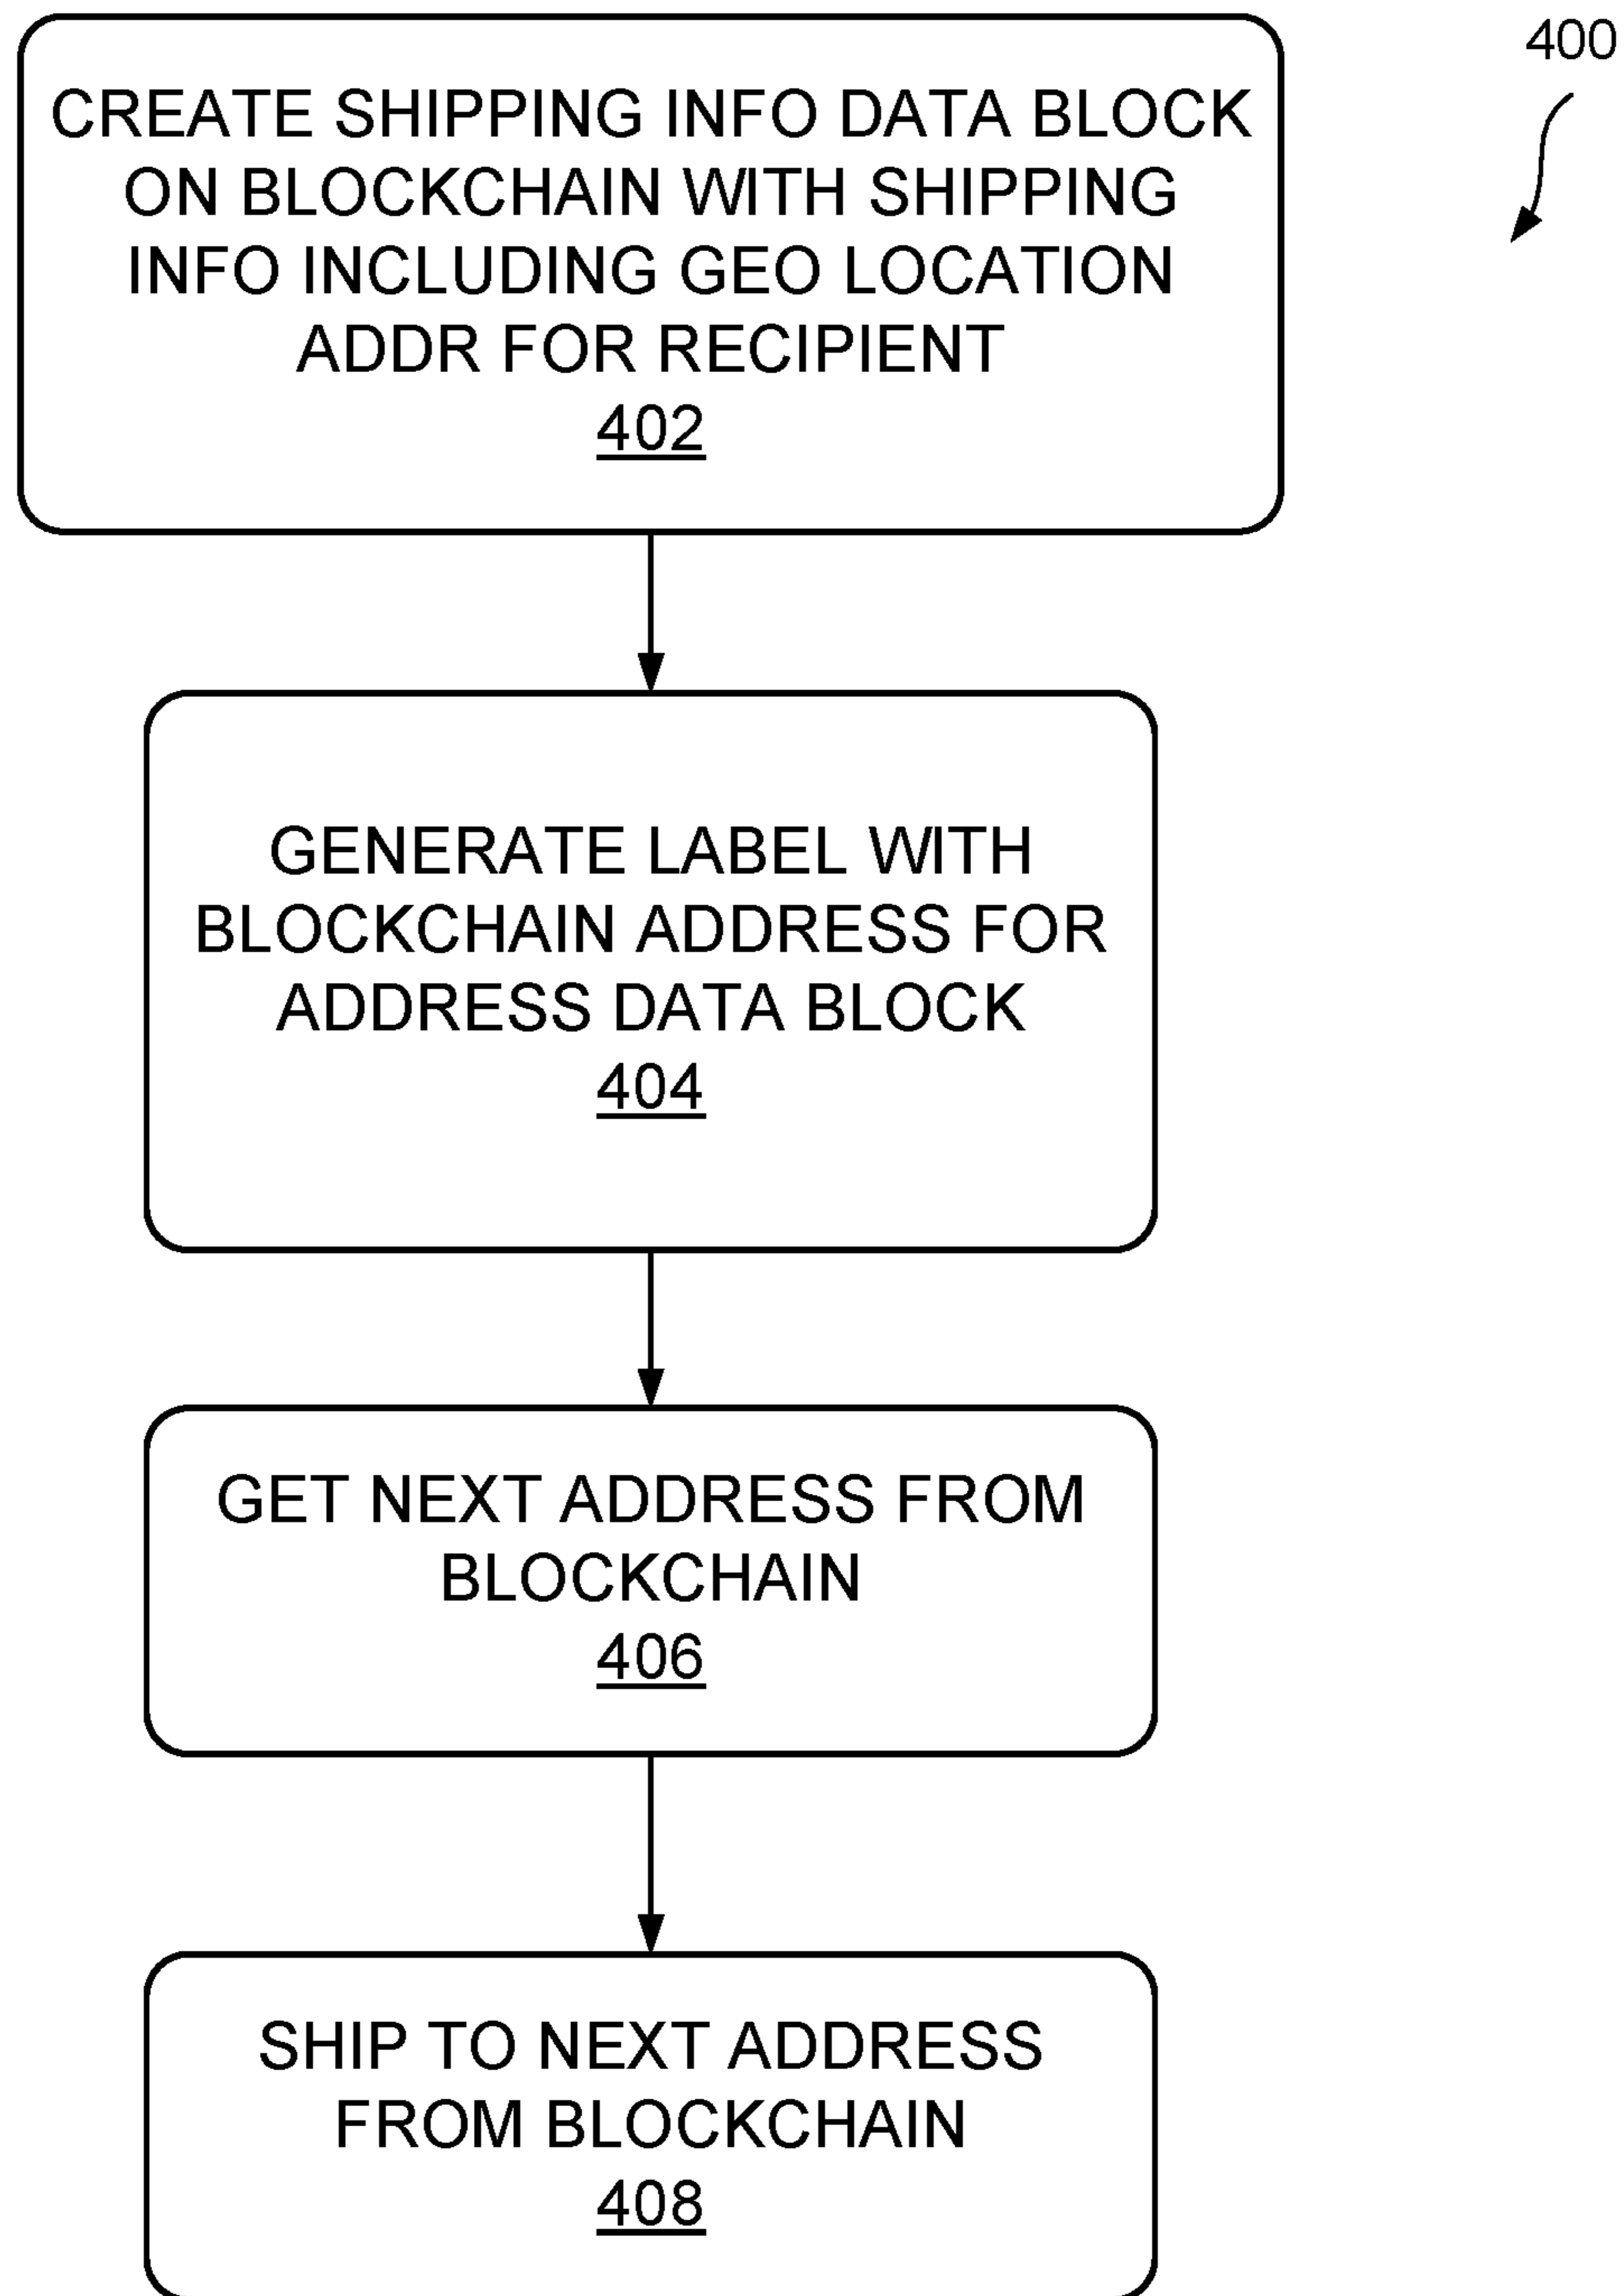 400
CREATE SHIPPING INFO DATA BLOCK
ON BLOCKCHAIN WITH SHIPPING
INFO INCLUDING GEO LOCATION
ADDR FOR RECIPIENT
402
GENERATE LABEL WITH
BLOCKCHAIN ADDRESS FOR
ADDRESS DATA BLOCK
404
GET NEXT ADDRESS FROM
BLOCKCHAIN
406
SHIP TO NEXT ADDRESS
FROM BLOCKCHAIN
408